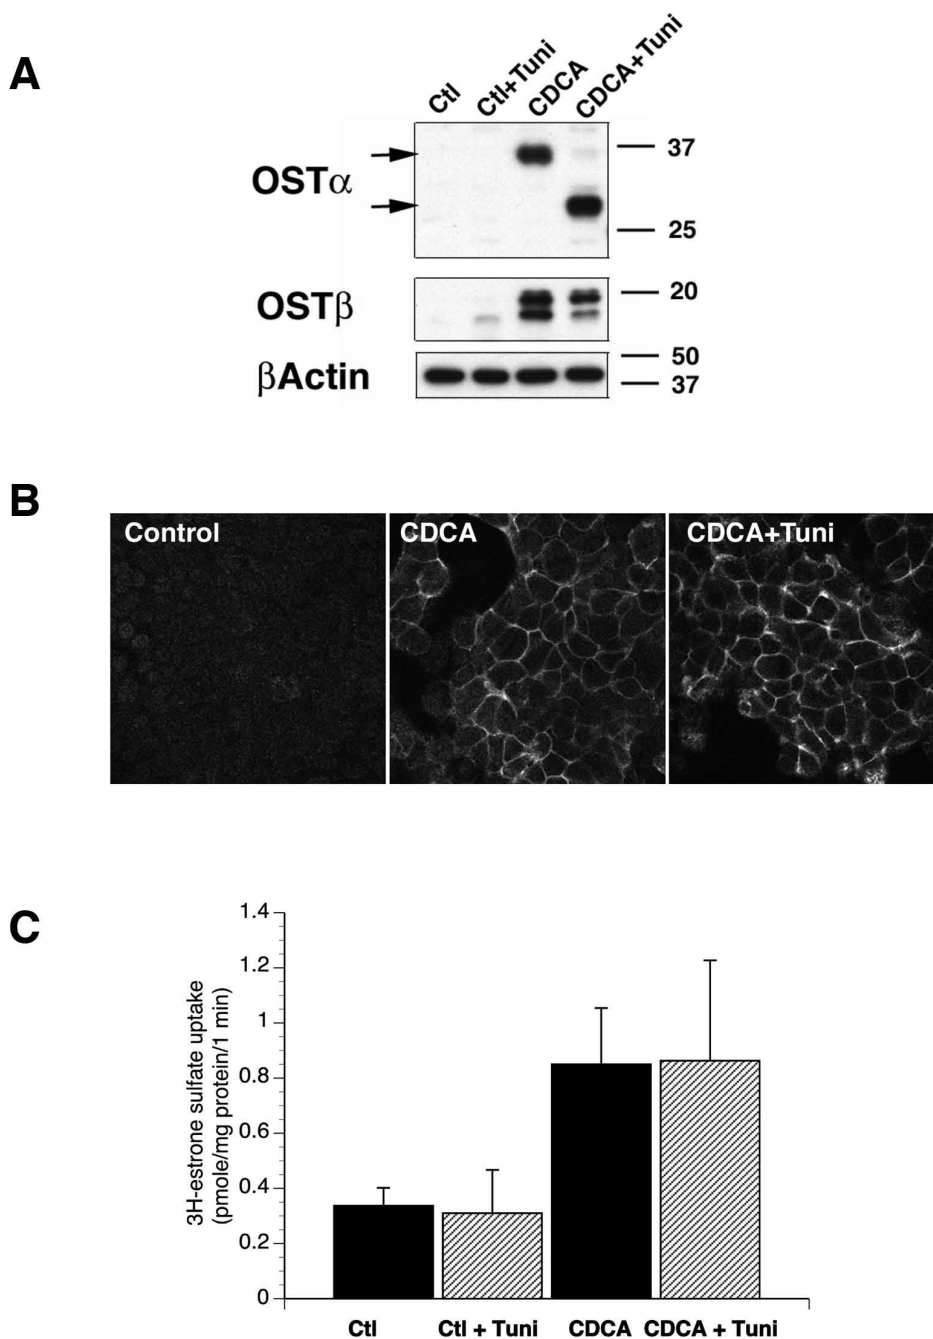 A
Ctl
Ctl+Tuni
CDCA
CDCA+Tuni
OSTα
37
25
OSTβ
20
βActin
50
37
B
Control
CDCA
CDCA+Tuni
C
3H-estrone sulfate uptake
(pmole/mg protein/1 min)
1.4
1.2
1
0.8
0.6
0.4
0.2
0
Ctl
Ctl + Tuni
CDCA
CDCA + Tuni